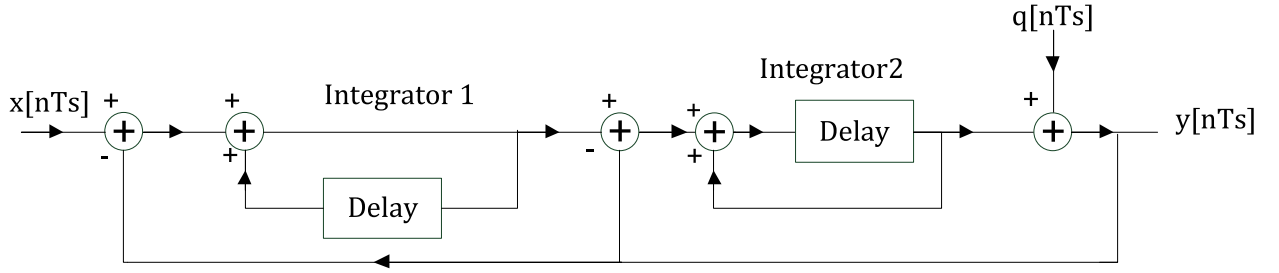 q[nTs]
Integrator2
x[nTs] + + Integrator 1 + + +
+ + + + Delay + y[nTs]
- + - +
Delay